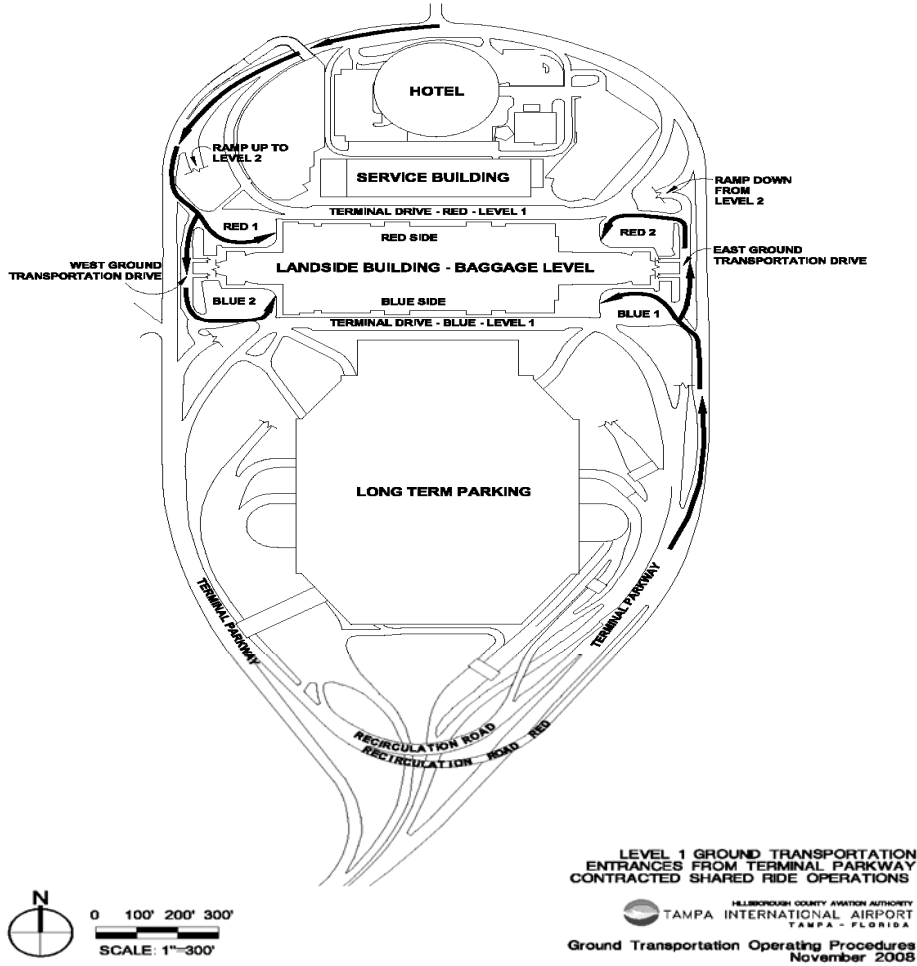 HOTEL
RAMP UP TO
LEVEL 2
SERVICE BUILDING
RAMP DOWN
FROM
LEVEL 2
TERMINAL DRIVE - RED - LEVEL 1
RED 1
RED SIDE
RED 2
WEST GROUND
TRANSPORTATION DRIVE
LANDSIDE BUILDING - BAGGAGE LEVEL
EAST GROUND
TRANSPORTATION DRIVE
BLUE 2
BLUE SIDE
BLUE 1
TERMINAL DRIVE - BLUE - LEVEL 1
LONG TERM PARKING
TERMINAL PARKWAY
TERMINAL PARKWAY
RECIRCULATION ROAD
RECIRCULATION ROAD RED
LEVEL 1 GROUND TRANSPORTATION
ENTRANCES FROM TERMINAL PARKWAY
CONTRACTED SHARED RIDE OPERATIONS
N
0 100' 200' 300'
SCALE: 1"=300'
HILLSBOROUGH COUNTY AVIATION AUTHORITY
TAMPA INTERNATIONAL AIRPORT
TAMPA - FLORIDA
Ground Transportation Operating Procedures
November 2008